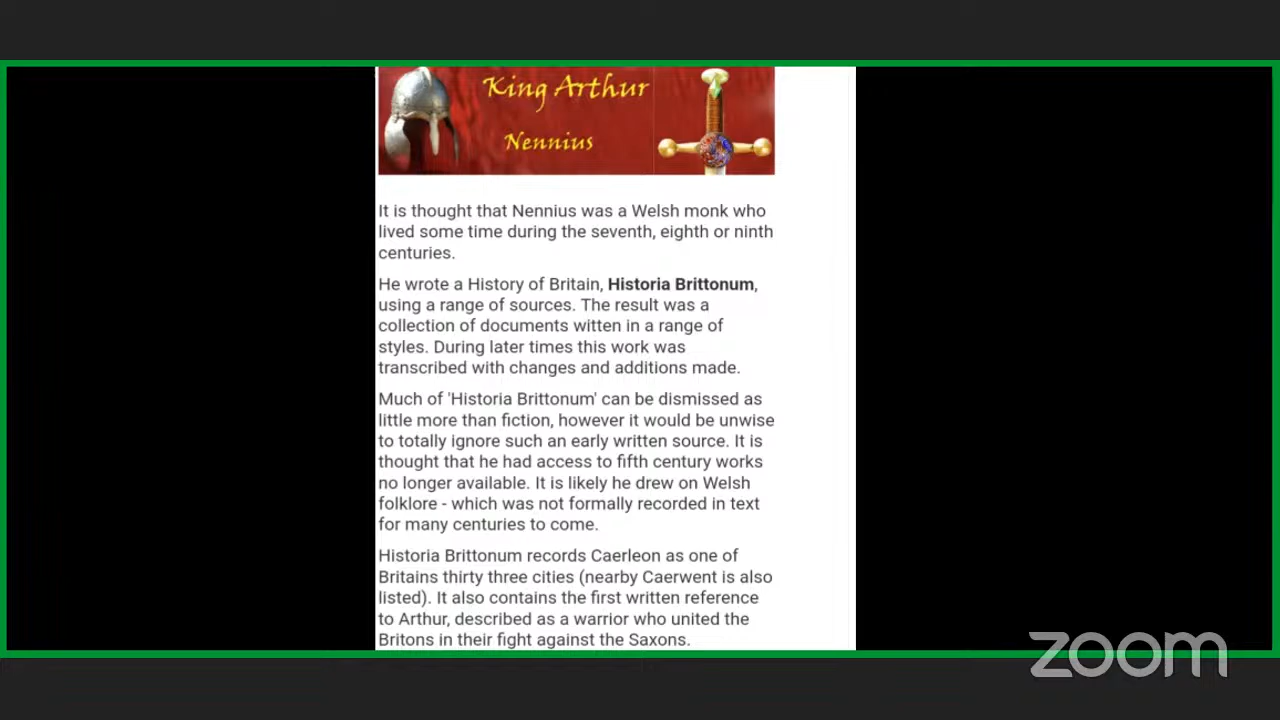 King Arthur
Nennius
It is thought that Nennius was a Welsh monk who
lived some time during the seventh, eighth or ninth
centuries.
He wrote a History of Britain, Historia Brittonum,
using a range of sources. The result was a
collection of documents witten in a range of
styles. During later times this work was
transcribed with changes and additions made.
Much of 'Historia Brittonum' can be dismissed as
little more than fiction, however it would be unwise
to totally ignore such an early written source. It is
thought that he had access to fifth century works
no longer available. It is likely he drew on Welsh
folklore - which was not formally recorded in text
for many centuries to come.
Historia Brittonum records Caerleon as one of
Britains thirty three cities (nearby Caerwent is also
listed). It also contains the first written reference
to Arthur, described as a warrior who united the
Britons in their fight against the Saxons.
zoom